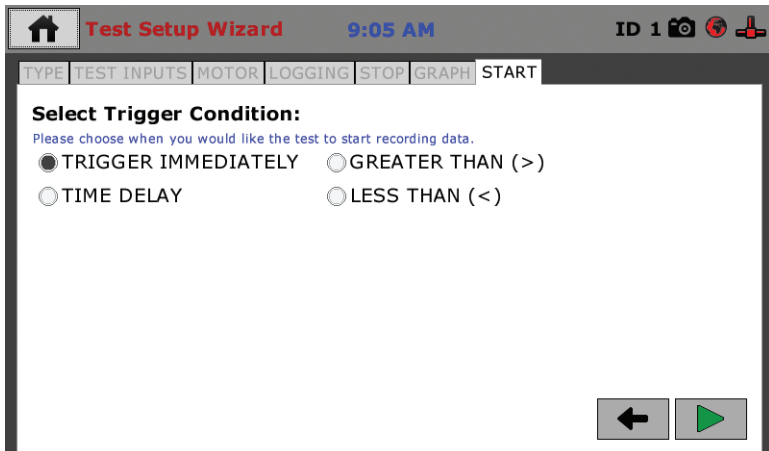 Test Setup Wizard 9:05 AM ID 1
TYPE TEST INPUTS MOTOR LOGGING STOP GRAPH START
Select Trigger Condition:
Please choose when you would like the test to start recording data.
TRIGGER IMMEDIATELY GREATER THAN (>)
TIME DELAY LESS THAN (<)